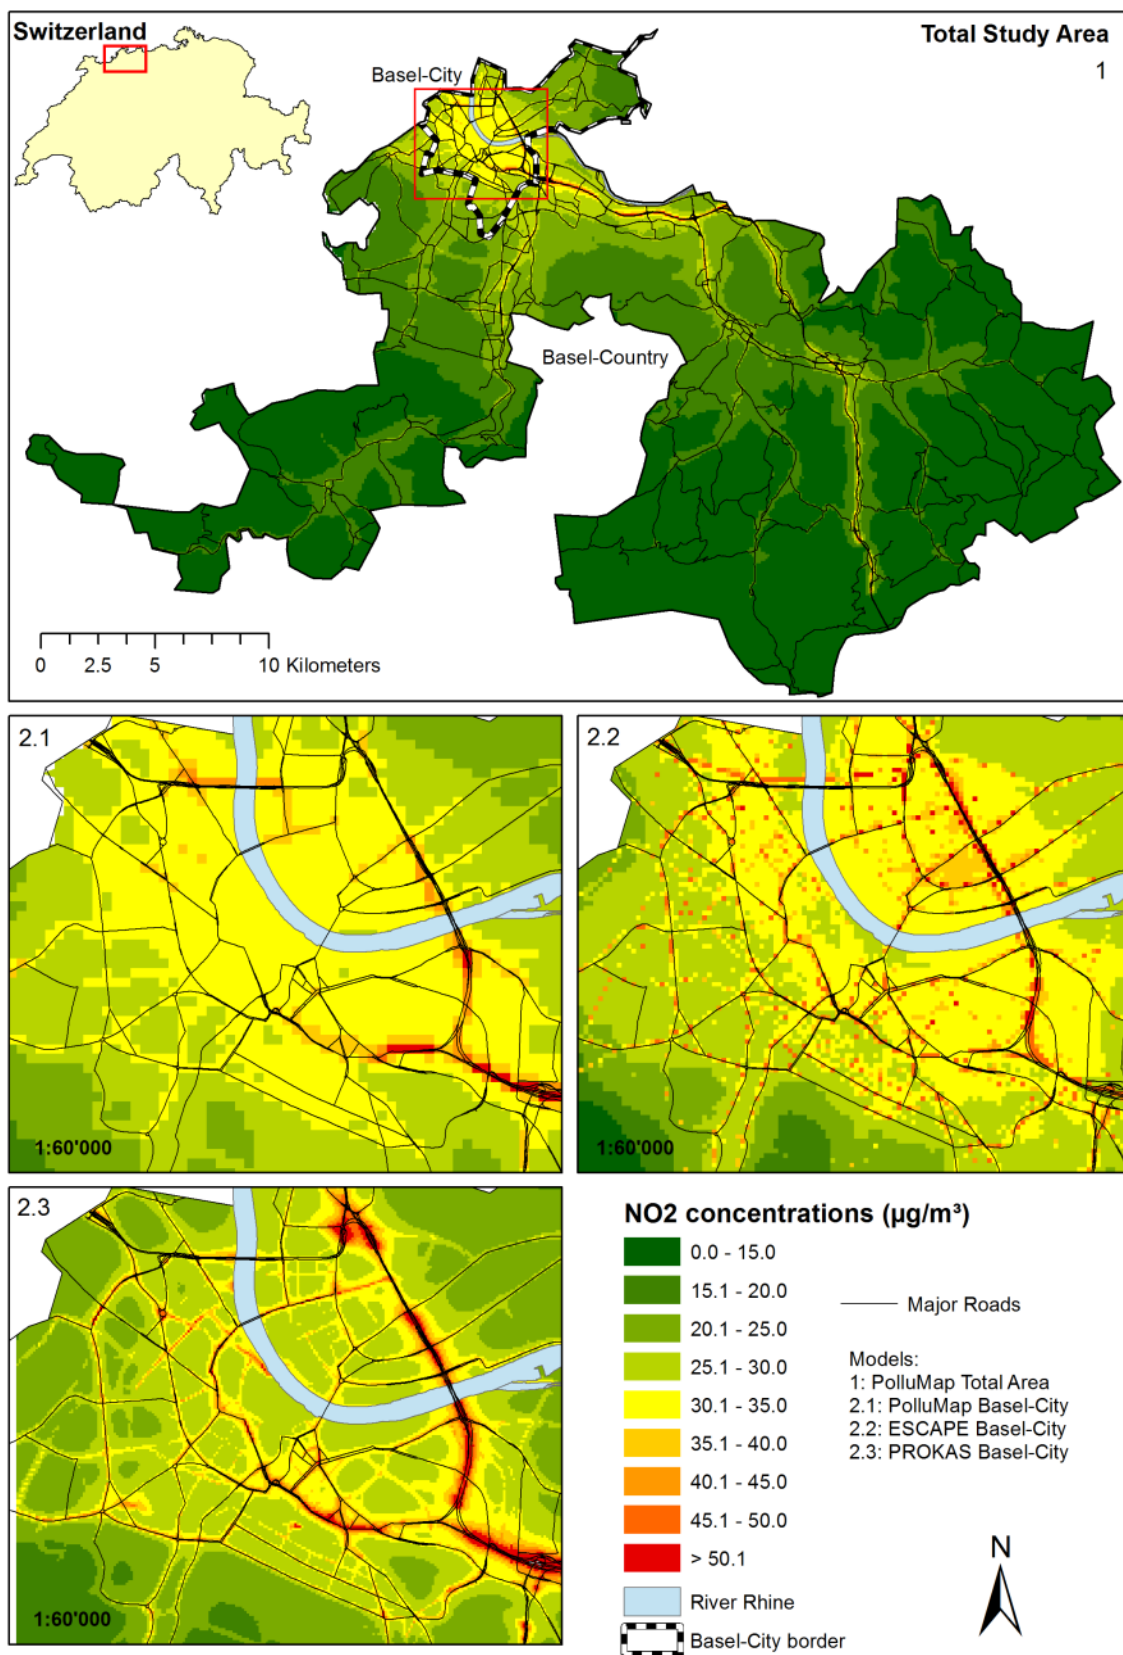 Switzerland
Total Study Area
1
Basel-City
Basel-Country
0 2.5 5 10 Kilometers
2.1
1:60'000
2.2
1:60'000
2.3
1:60'000
NO2 concentrations (µg/m³)
0.0 - 15.0
15.1 - 20.0
20.1 - 25.0
25.1 - 30.0
30.1 - 35.0
35.1 - 40.0
40.1 - 45.0
45.1 - 50.0
> 50.1
River Rhine
Basel-City border
Major Roads
Models:
1: PolluMap Total Area
2.1: PolluMap Basel-City
2.2: ESCAPE Basel-City
2.3: PROKAS Basel-City
N